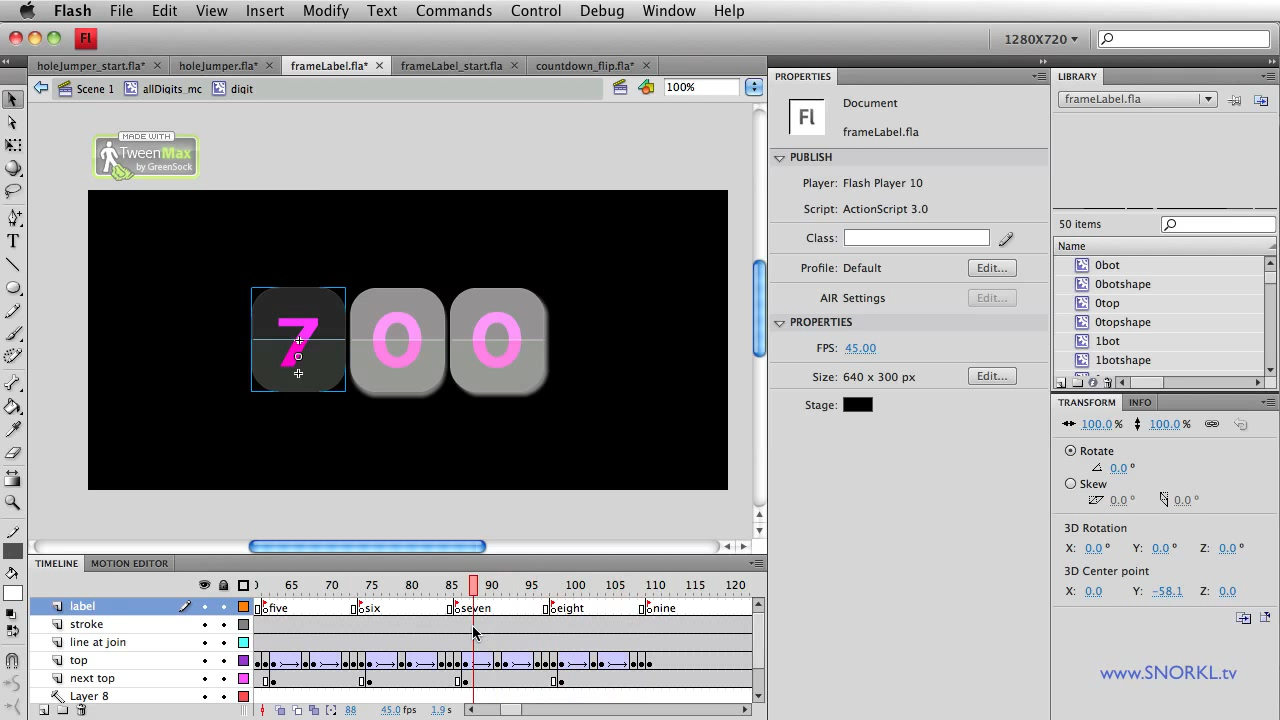 Flash File Edit View Insert Modify Text Commands Control Debug Window Help
Fl 1280X720
holeJumper_start.fla* holeJumper.fla* frameLabel.fla* frameLabel_start.fla countdown_flip.fla*
Scene 1 allDigits_mc digit 100%
MADE WITH
TweenMax
by GreenSock
7 0 0
PROPERTIES
Fl Document
frameLabel.fla
PUBLISH
Player: Flash Player 10
Script: ActionScript 3.0
Class:
Profile: Default Edit...
AIR Settings Edit...
PROPERTIES
FPS: 45.00
Size: 640 x 300 px Edit...
Stage:
LIBRARY
frameLabel.fla
50 items
Name
0bot
0botshape
0top
0topshape
1bot
1botshape
TRANSFORM INFO
100.0 % 100.0 %
Rotate
0.0 °
Skew
0.0 ° 0.0 °
3D Rotation
X: 0.0 ° Y: 0.0 ° Z: 0.0 °
3D Center point
X: 0.0 Y: -58.1 Z: 0.0
www.SNORKL.tv
TIMELINE MOTION EDITOR
65 70 75 80 85 90 95 100 105 110 115 120
label five six seven eight nine
stroke
line at join
top
next top
Layer 8
88 45.0 fps 1.9 s